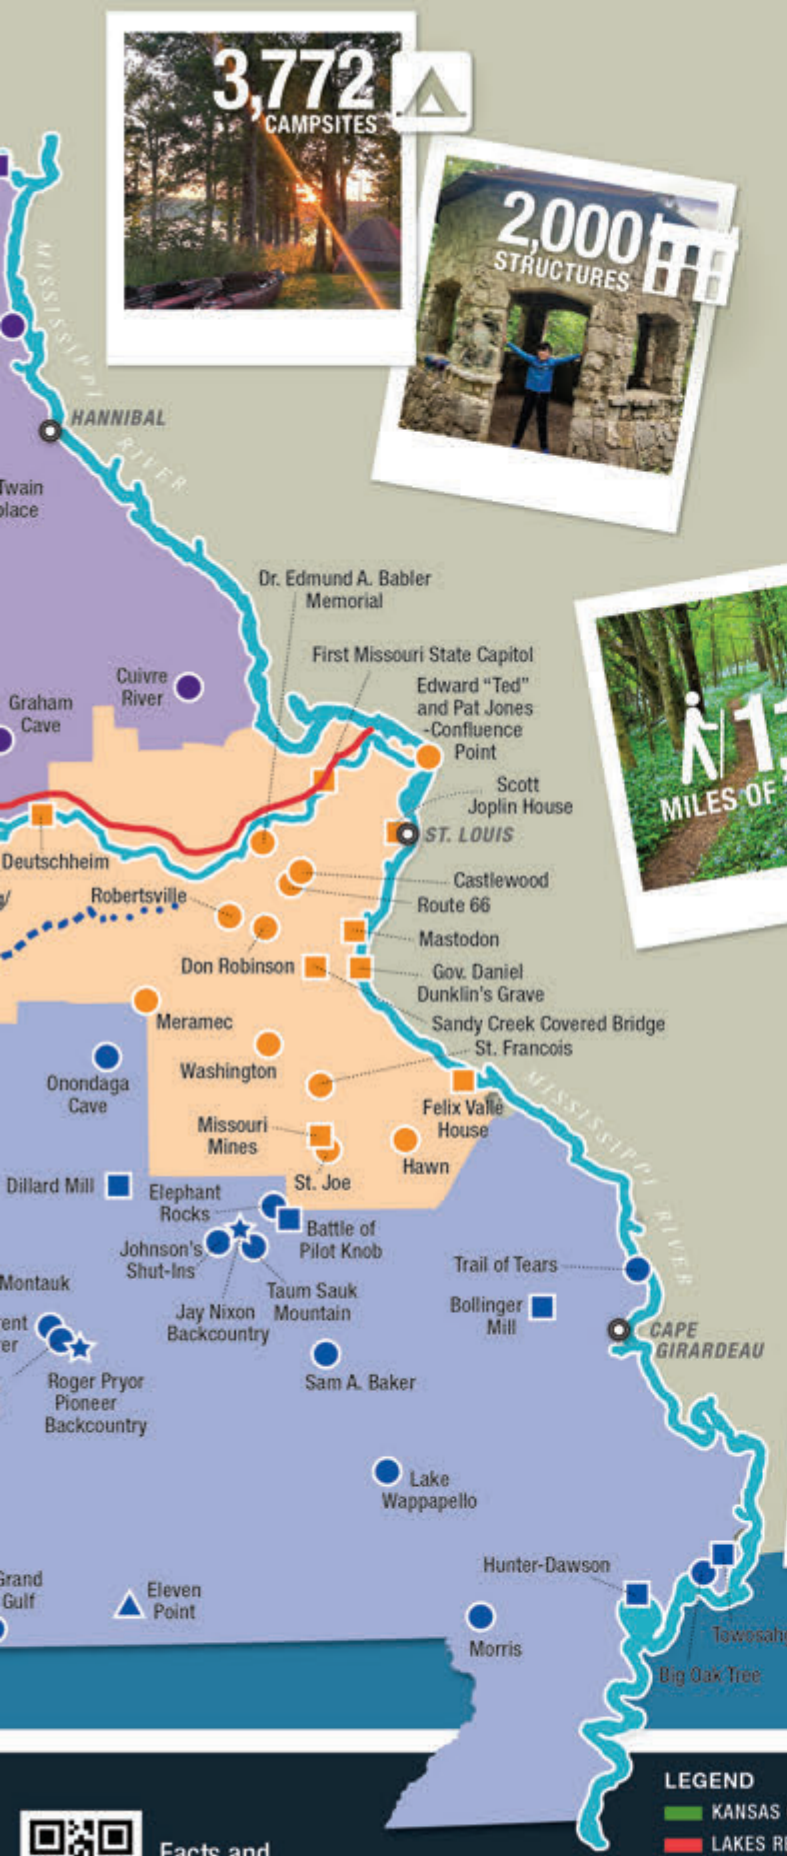 3,772
CAMPSITES
2,000
STRUCTURES
MISSISSIPPI RIVER
HANNIBAL
Twain
Dr. Edmund A. Babler
Memorial
First Missouri State Capitol
Cuivre
River
Edward “Ted”
and Pat Jones
-Confluence
Point
Graham
Cave
MILES OF
Scott
Joplin House
ST. LOUIS
Deutschheim
Castlewood
Robertsville
Route 66
Mastodon
Don Robinson
Gov. Daniel
Dunklin's Grave
Meramec
Sandy Creek Covered Bridge
St. Francois
Washington
Onondaga
Cave
MISSISSIPPI RIVER
Felix Vallé
House
Missouri
Mines
Hawn
St. Joe
Dillard Mill
Elephant
Rocks
Battle of
Pilot Knob
Johnson's
Shut-Ins
Trail of Tears
Montauk
Taum Sauk
Mountain
Jay Nixon
Backcountry
Bollinger
Mill
CAPE
GIRARDEAU
Roger Pryor
Pioneer
Backcountry
Sam A. Baker
Lake
Wappapello
Hunter-Dawson
Grand
Gulf
Eleven
Point
Morris
Big Oak Tree
LEGEND
KANSAS
LAKES
Facts and